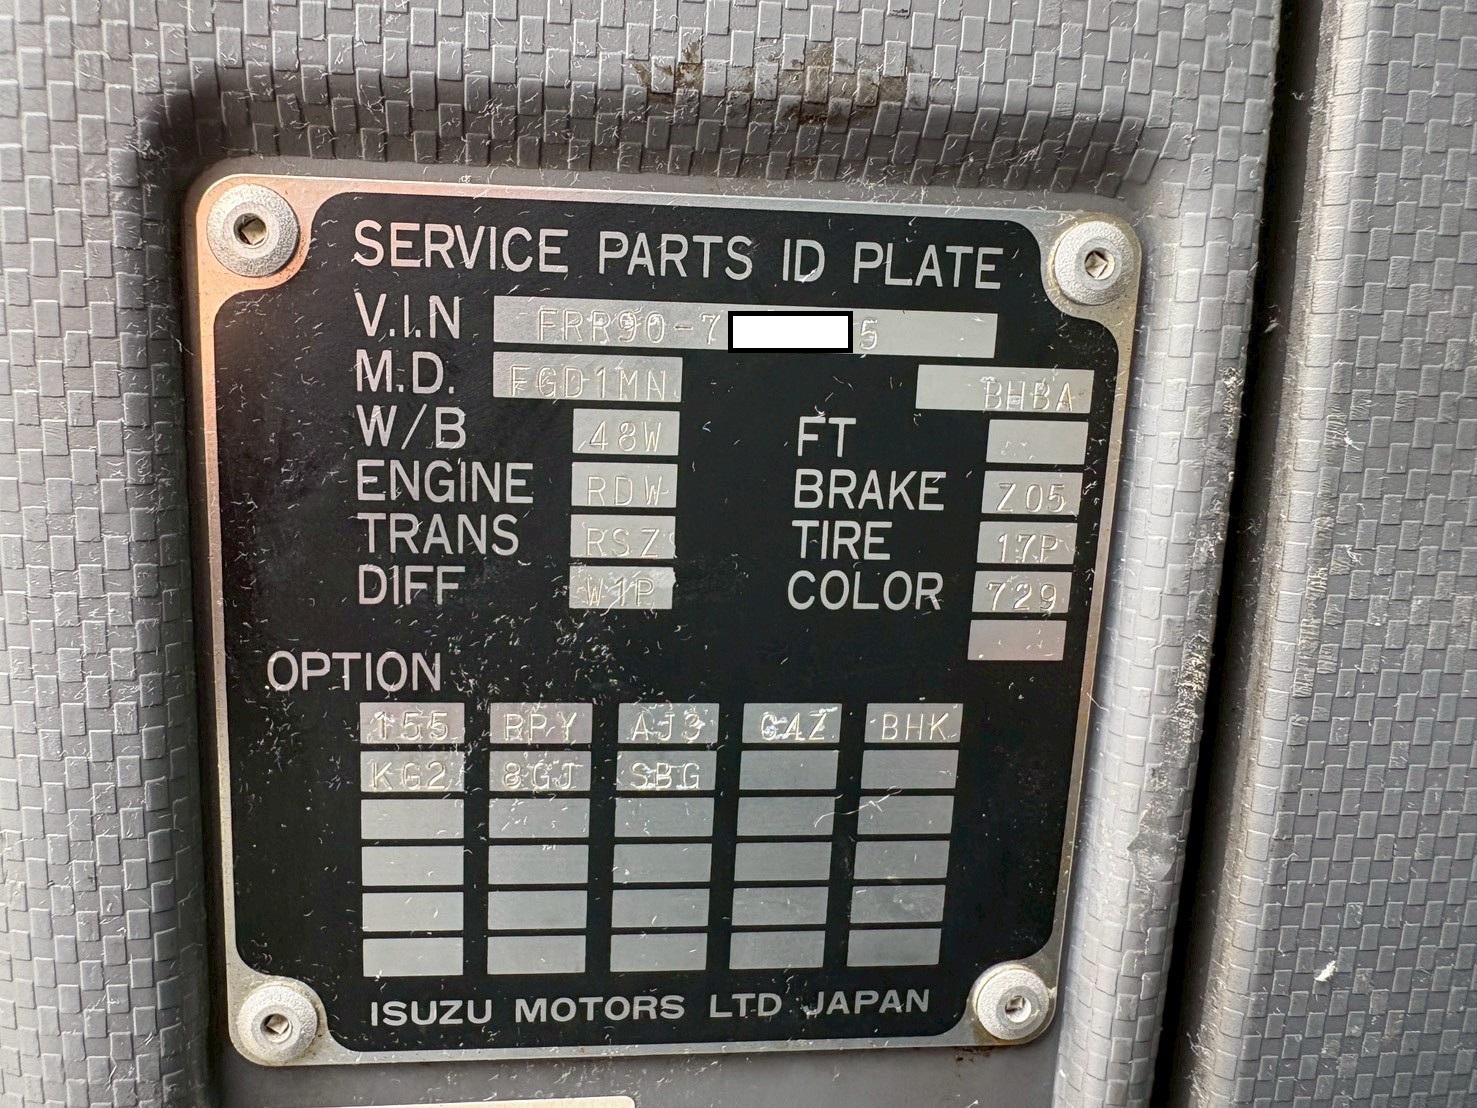 SERVICE PARTS ID PLATE
V.I.N FRR90-7 5
M.D. FGD1MN BHBA
W/B 48W FT
ENGINE RDW BRAKE Z05
TRANS RSZ TIRE 17P
DIFF W1P COLOR 729
OPTION
155 RPY AJ3 GAZ BHK
KG2 8GJ SBG
ISUZU MOTORS LTD JAPAN